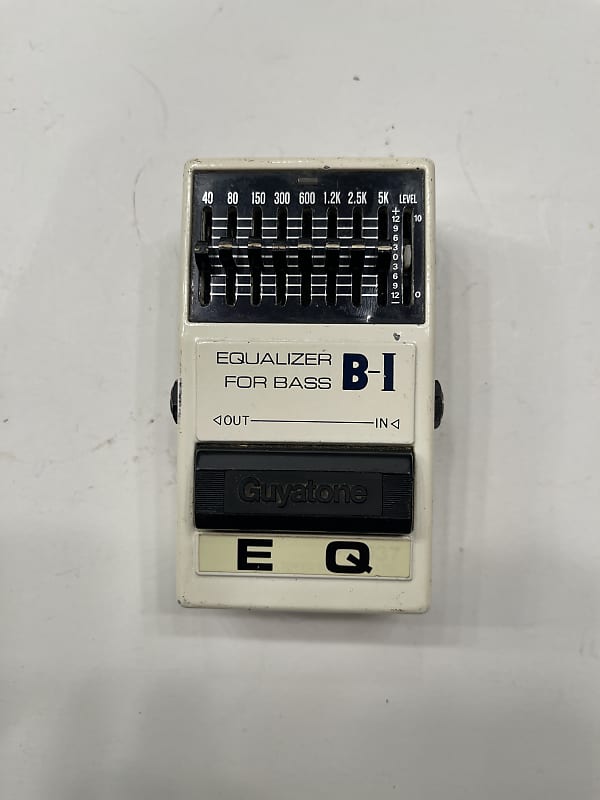 40 80 150 300 600 1.2K 2.5K 5K LEVEL
+
12 10
9
6
3
0
3
6
9
12 0
−
EQUALIZER
FOR BASS B-I
◁OUT IN◁
Guyatone
E Q